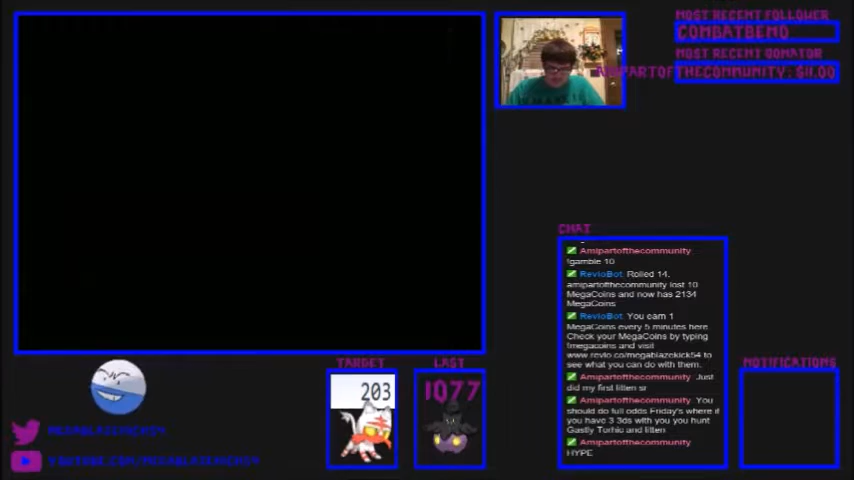 MOST RECENT FOLLOWER
COMBATBEMO
MOST RECENT DONATOR
AMIPARTOFTHECOMMUNITY: $11.00
CHAT
Amipartofthecommunity
!gamble 10
RevloBot: Rolled 14.
amipartofthecommunity lost 10
MegaCoins and now has 2134
MegaCoins
RevloBot: You earn 1
MegaCoins every 5 minutes here
Check your MegaCoins by typing
!megacoins and visit
www.revlo.co/megablazekick54 to
see what you can do with them.
Amipartofthecommunity: Just
did my first litten sr
Amipartofthecommunity: You
should do full odds Friday's where if
you have 3 3ds with you you hunt
Gastly Torhic and litten
Amipartofthecommunity
HYPE
TARGET
203
LAST
1077
NOTIFICATIONS